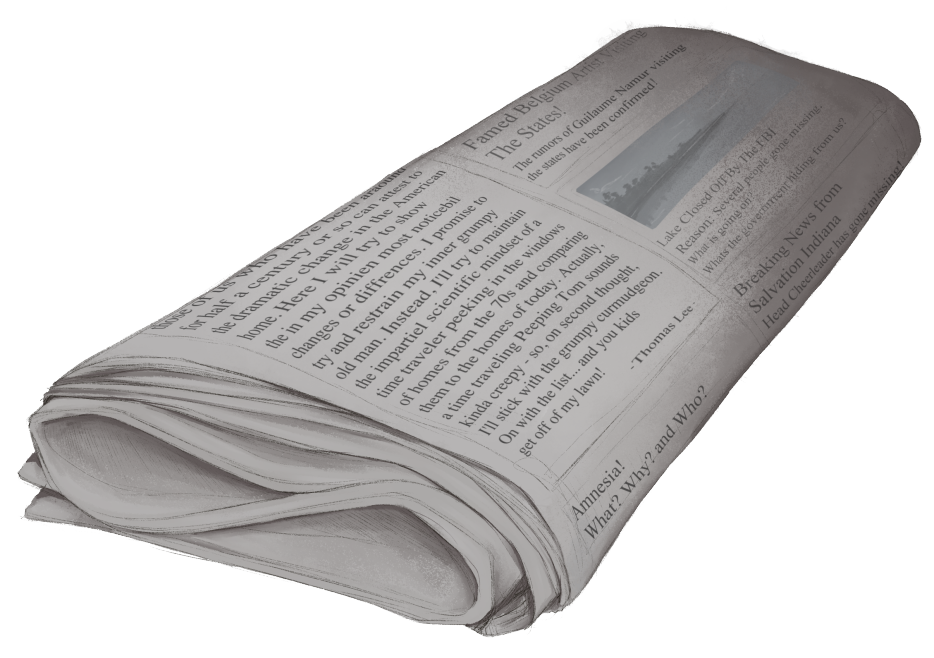 Famed Belgium Artist Visiting
The States!
The rumors of Guilaume Namur visiting
the states have been confirmed!
Lake Closed Off By The FBI
Reason: Several people gone missing.
What is going on?
Whats the government hiding from us?
Breaking News from
Salvation Indiana
Head Cheerleader has gone missing!
those of us who have been around
for half a century or so can attest to
the dramatic change in the American
home. Here I will try to show
the in my opinien most noticebil
changes or diffrences. I promise to
try and restrain my inner grumpy
old man. Instead, I'll try to maintain
the impartiel scientific mindset of a
time traveler peeking in the windows
of homes from the 70s and comparing
them to the homes of today. Actually,
a time traveling Peeping Tom sounds
kinda creepy - so, on second thought,
I'll stick with the grumpy curmudgeon.
On with the list... and you kids
get off of my lawn!
-Thomas Lee
Amnesia!
What? Why? and Who?